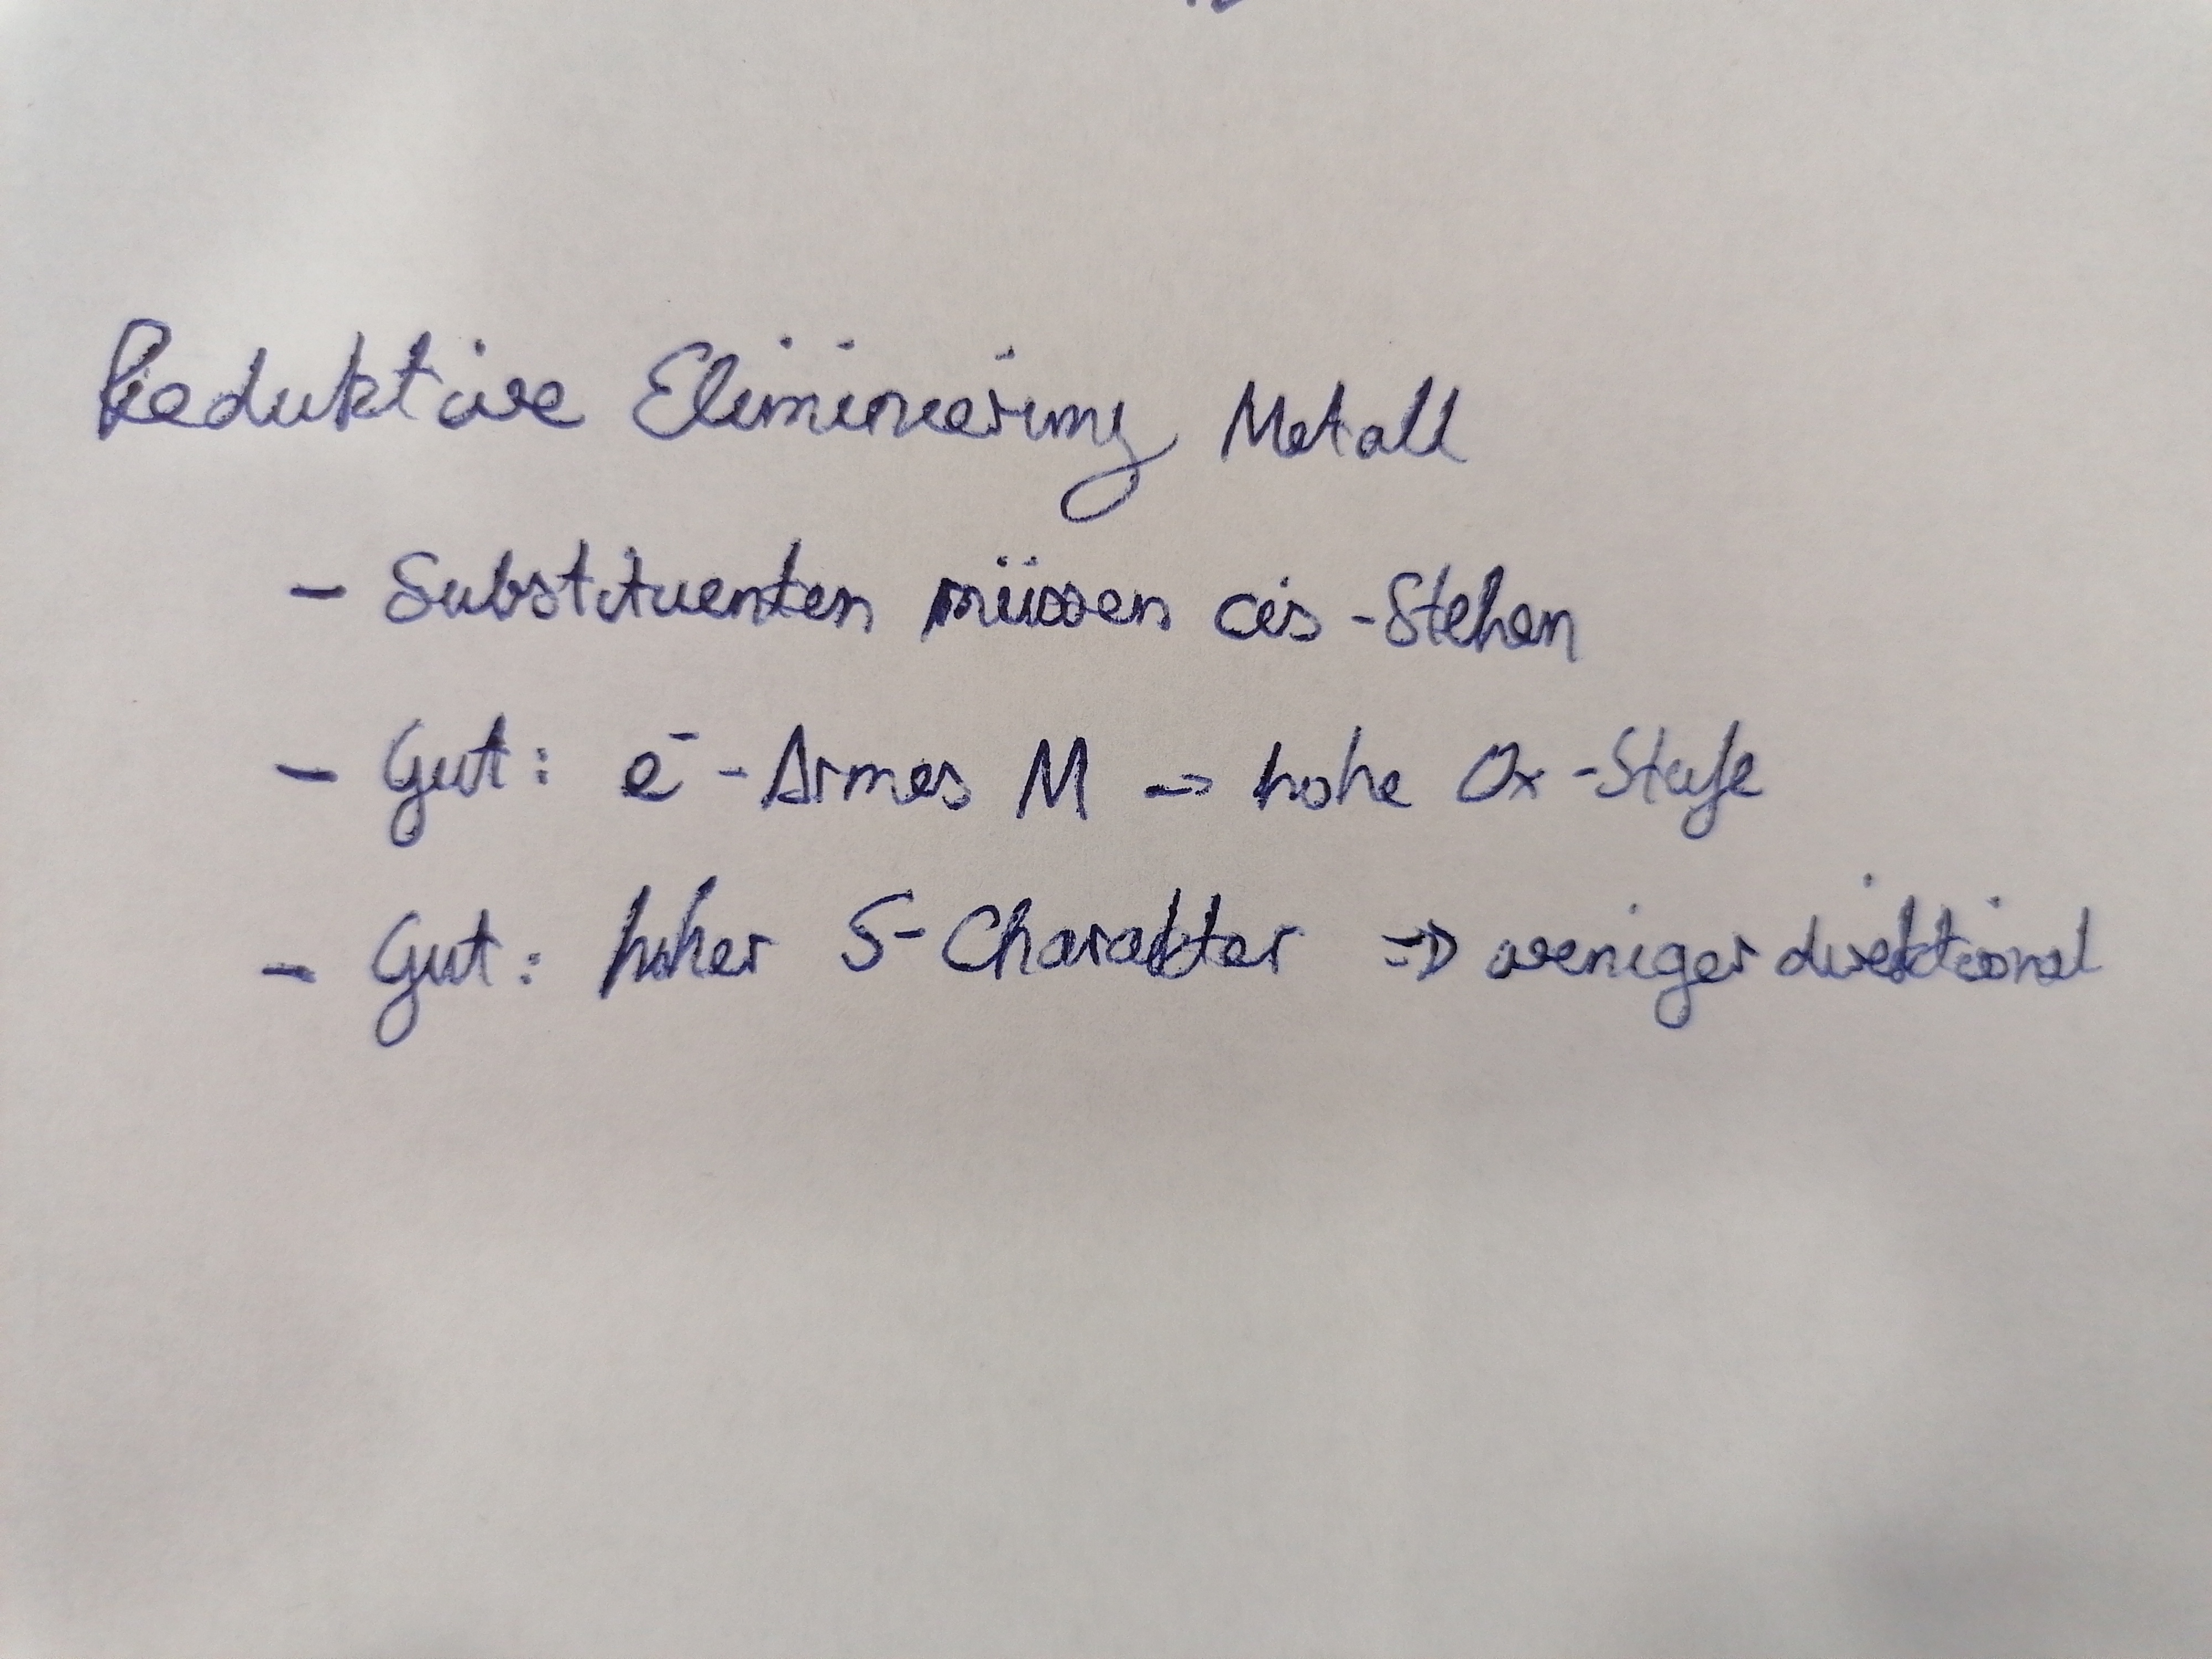 Reduktive Eliminierung Metall
- Substituenten müssen cis-Stehen
- Gut: e⁻-Armes M -> hohe Ox-Stufe
- Gut: hoher S-Charakter => weniger direktional